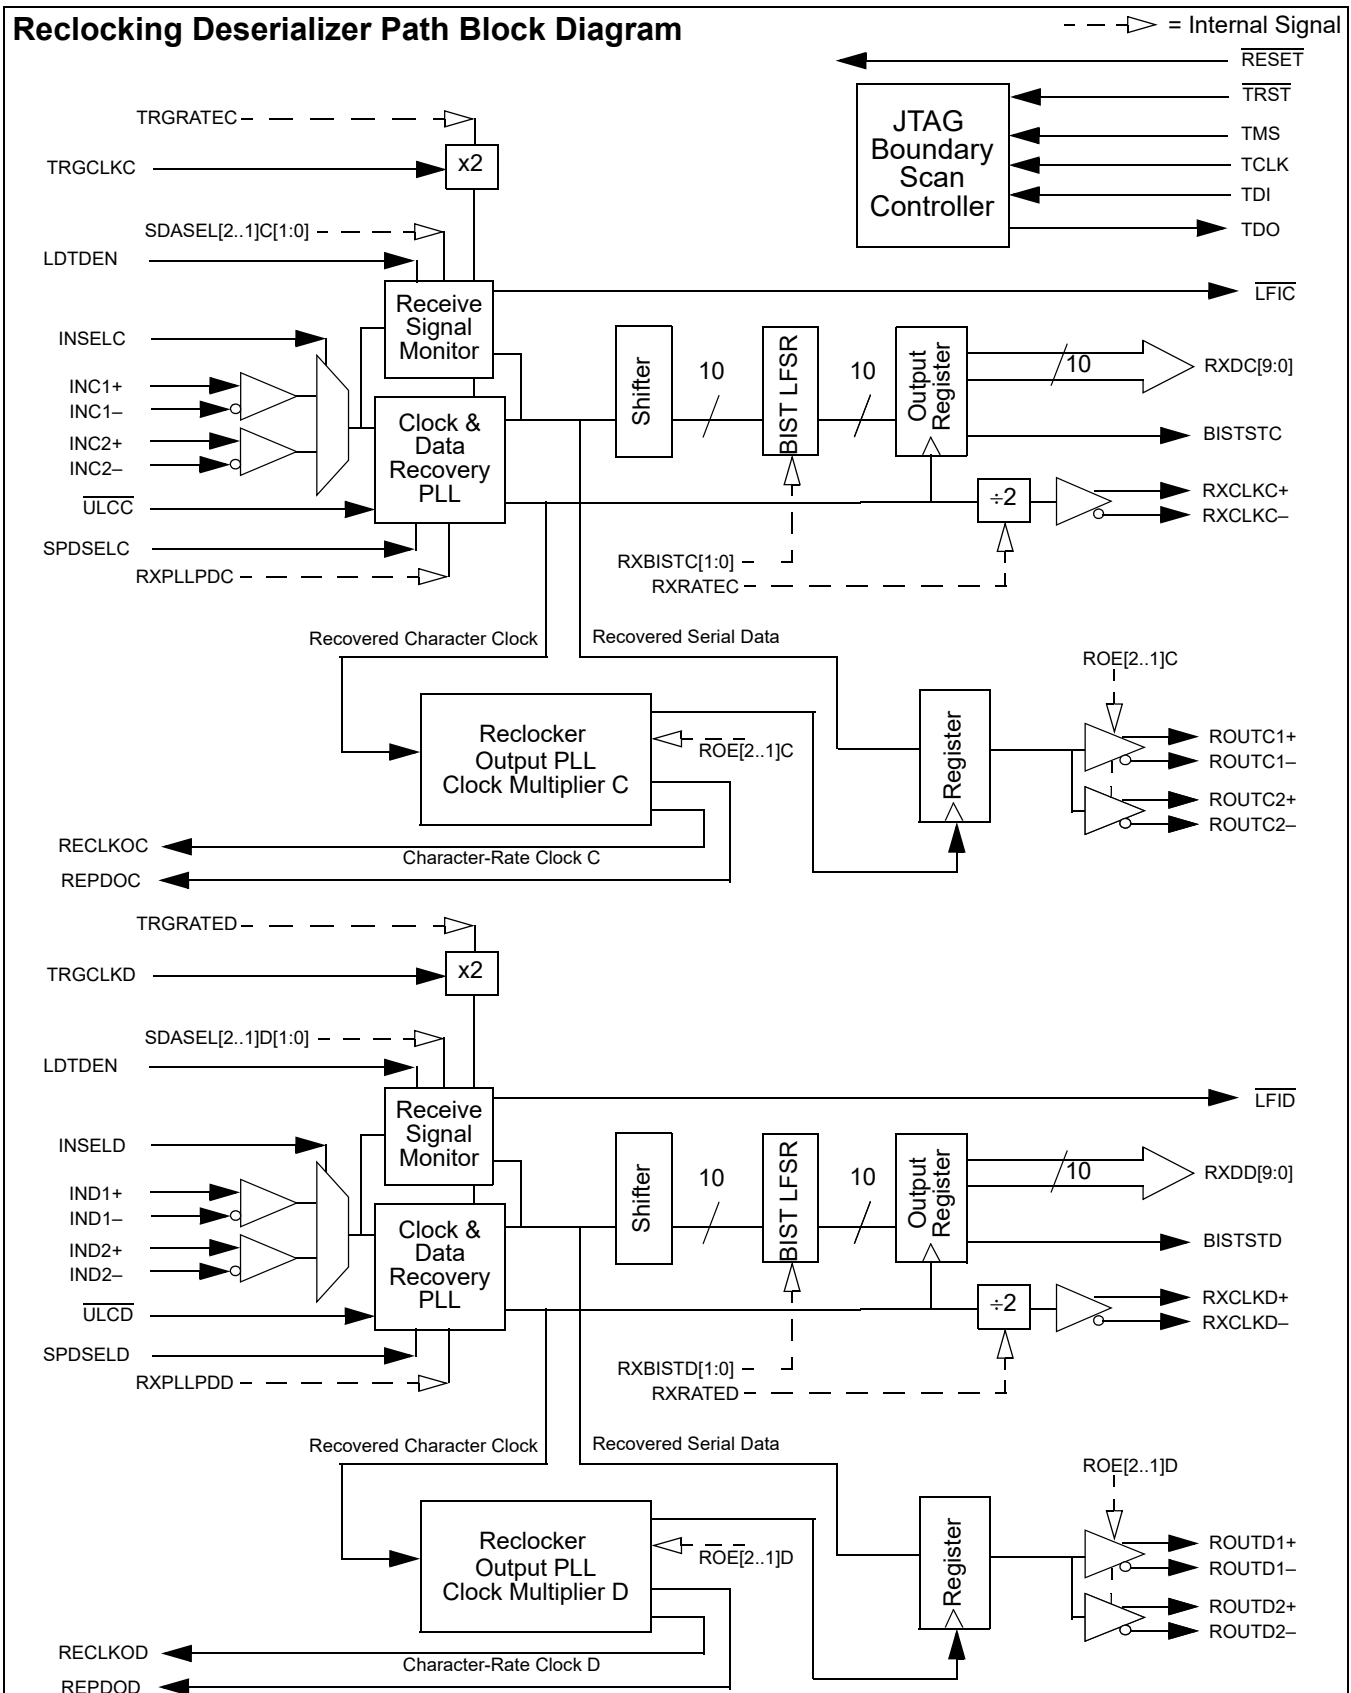 Reclocking Deserializer Path Block Diagram
= Internal Signal
RESET
TRST
TMS
TCLK
TDI
TDO
JTAG
Boundary
Scan
Controller
TRGRATEC
TRGCLKC
x2
SDASEL[2..1]C[1:0]
LDTDEN
LFIC
Receive
Signal
Monitor
INSELC
INC1+
INC1–
INC2+
INC2–
ULCC
SPDSELC
RXPLLPDC
Clock &
Data
Recovery
PLL
Shifter
10
BIST LFSR
10
Output
Register
10
RXDC[9:0]
BISTSTC
÷2
RXCLKC+
RXCLKC–
RXBISTC[1:0]
RXRATEC
Recovered Character Clock
Recovered Serial Data
Reclocker
Output PLL
Clock Multiplier C
ROE[2..1]C
Register
ROE[2..1]C
ROUTC1+
ROUTC1–
ROUTC2+
ROUTC2–
RECLKOC
Character-Rate Clock C
REPDOC
TRGRATED
TRGCLKD
x2
SDASEL[2..1]D[1:0]
LDTDEN
LFID
Receive
Signal
Monitor
INSELD
IND1+
IND1–
IND2+
IND2–
ULCD
SPDSELD
RXPLLPDD
Clock &
Data
Recovery
PLL
Shifter
10
BIST LFSR
10
Output
Register
10
RXDD[9:0]
BISTSTD
÷2
RXCLKD+
RXCLKD–
RXBISTD[1:0]
RXRATED
Recovered Character Clock
Recovered Serial Data
Reclocker
Output PLL
Clock Multiplier D
ROE[2..1]D
Register
ROE[2..1]D
ROUTD1+
ROUTD1–
ROUTD2+
ROUTD2–
RECLKOD
Character-Rate Clock D
REPDOD